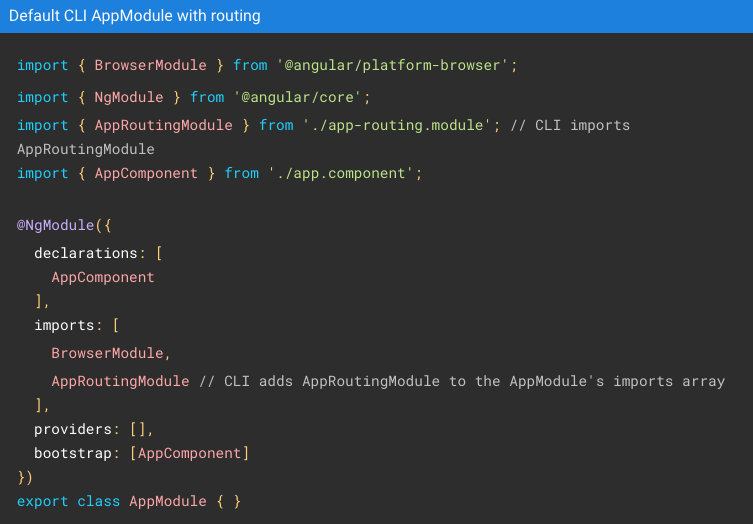 Default CLI AppModule with routing
import { BrowserModule } from '@angular/platform-browser';
import { NgModule } from '@angular/core';
import { AppRoutingModule } from './app-routing.module'; // CLI imports
AppRoutingModule
import { AppComponent } from './app.component';
@NgModule({
declarations: [
AppComponent
],
imports: [
BrowserModule,
AppRoutingModule // CLI adds AppRoutingModule to the AppModule's imports array
],
providers: [],
bootstrap: [AppComponent]
})
export class AppModule { }